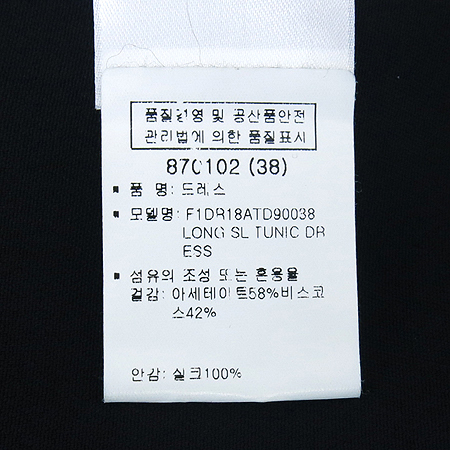 품질경영 및 공산품안전
관리법에 의한 품질표시
870102 (38)
■ 품 명: 드레스
■ 모델명: F1DR18ATD90038
LONG SL TUNIC DR
ESS
■ 섬유의 조성 또는 혼용율
겉감: 아세테이트58%비스코
스42%
안감: 실크100%